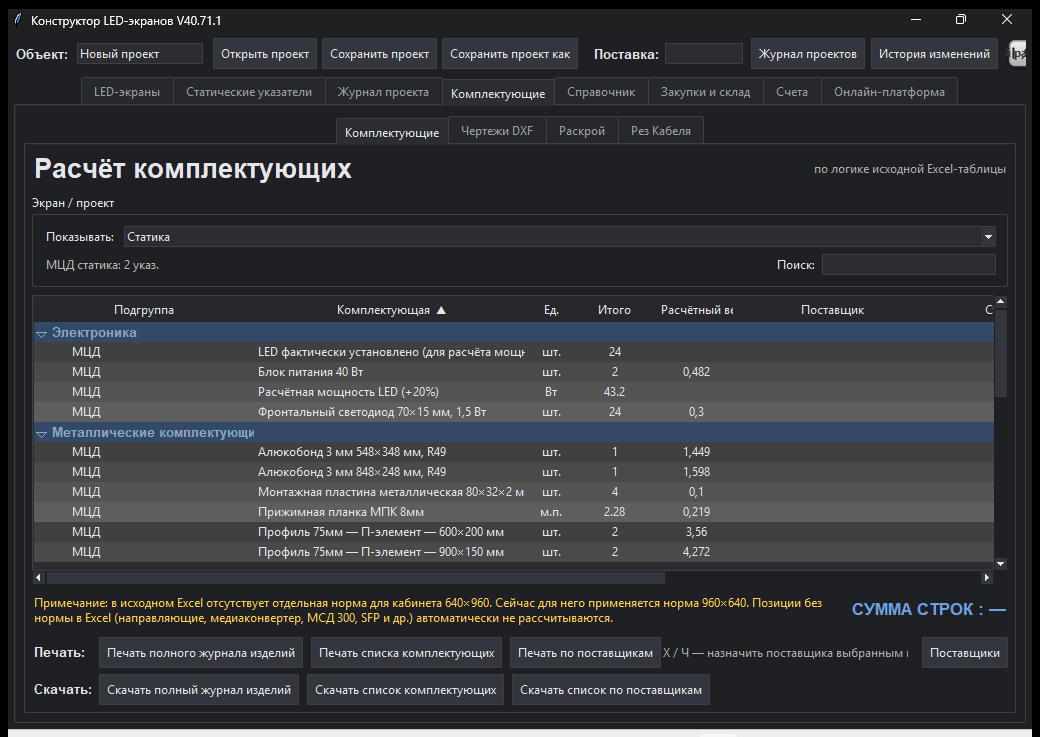 Конструктор LED-экранов V40.71.1
Объект: Новый проект Открыть проект Сохранить проект Сохранить проект как Поставка: Журнал проектов История изменений
LED-экраны Статические указатели Журнал проекта Комплектующие Справочник Закупки и склад Счета Онлайн-платформа
Комплектующие Чертежи DXF Раскрой Рез Кабеля
Расчёт комплектующих по логике исходной Excel-таблицы
Экран / проект
Показывать: Статика
МЦД статика: 2 указ. Поиск:
Подгруппа Комплектующая ▲ Ед. Итого Расчётный ве Поставщик С
Электроника
МЦД LED фактически установлено (для расчёта мощн шт. 24
МЦД Блок питания 40 Вт шт. 2 0,482
МЦД Расчётная мощность LED (+20%) Вт 43.2
МЦД Фронтальный светодиод 70×15 мм, 1,5 Вт шт. 24 0,3
Металлические комплектующи
МЦД Алюкобонд 3 мм 548×348 мм, R49 шт. 1 1,449
МЦД Алюкобонд 3 мм 848×248 мм, R49 шт. 1 1,598
МЦД Монтажная пластина металлическая 80×32×2 м шт. 4 0,1
МЦД Прижимная планка МПК 8мм м.п. 2.28 0,219
МЦД Профиль 75мм — П-элемент — 600×200 мм шт. 2 3,56
МЦД Профиль 75мм — П-элемент — 900×150 мм шт. 2 4,272
Примечание: в исходном Excel отсутствует отдельная норма для кабинета 640×960. Сейчас для него применяется норма 960×640. Позиции без
нормы в Excel (направляющие, медиаконвертер, МСД 300, SFP и др.) автоматически не рассчитываются.
СУММА СТРОК : —
Печать: Печать полного журнала изделий Печать списка комплектующих Печать по поставщикам X / Ч — назначить поставщика выбранным Поставщики
Скачать: Скачать полный журнал изделий Скачать список комплектующих Скачать список по поставщикам